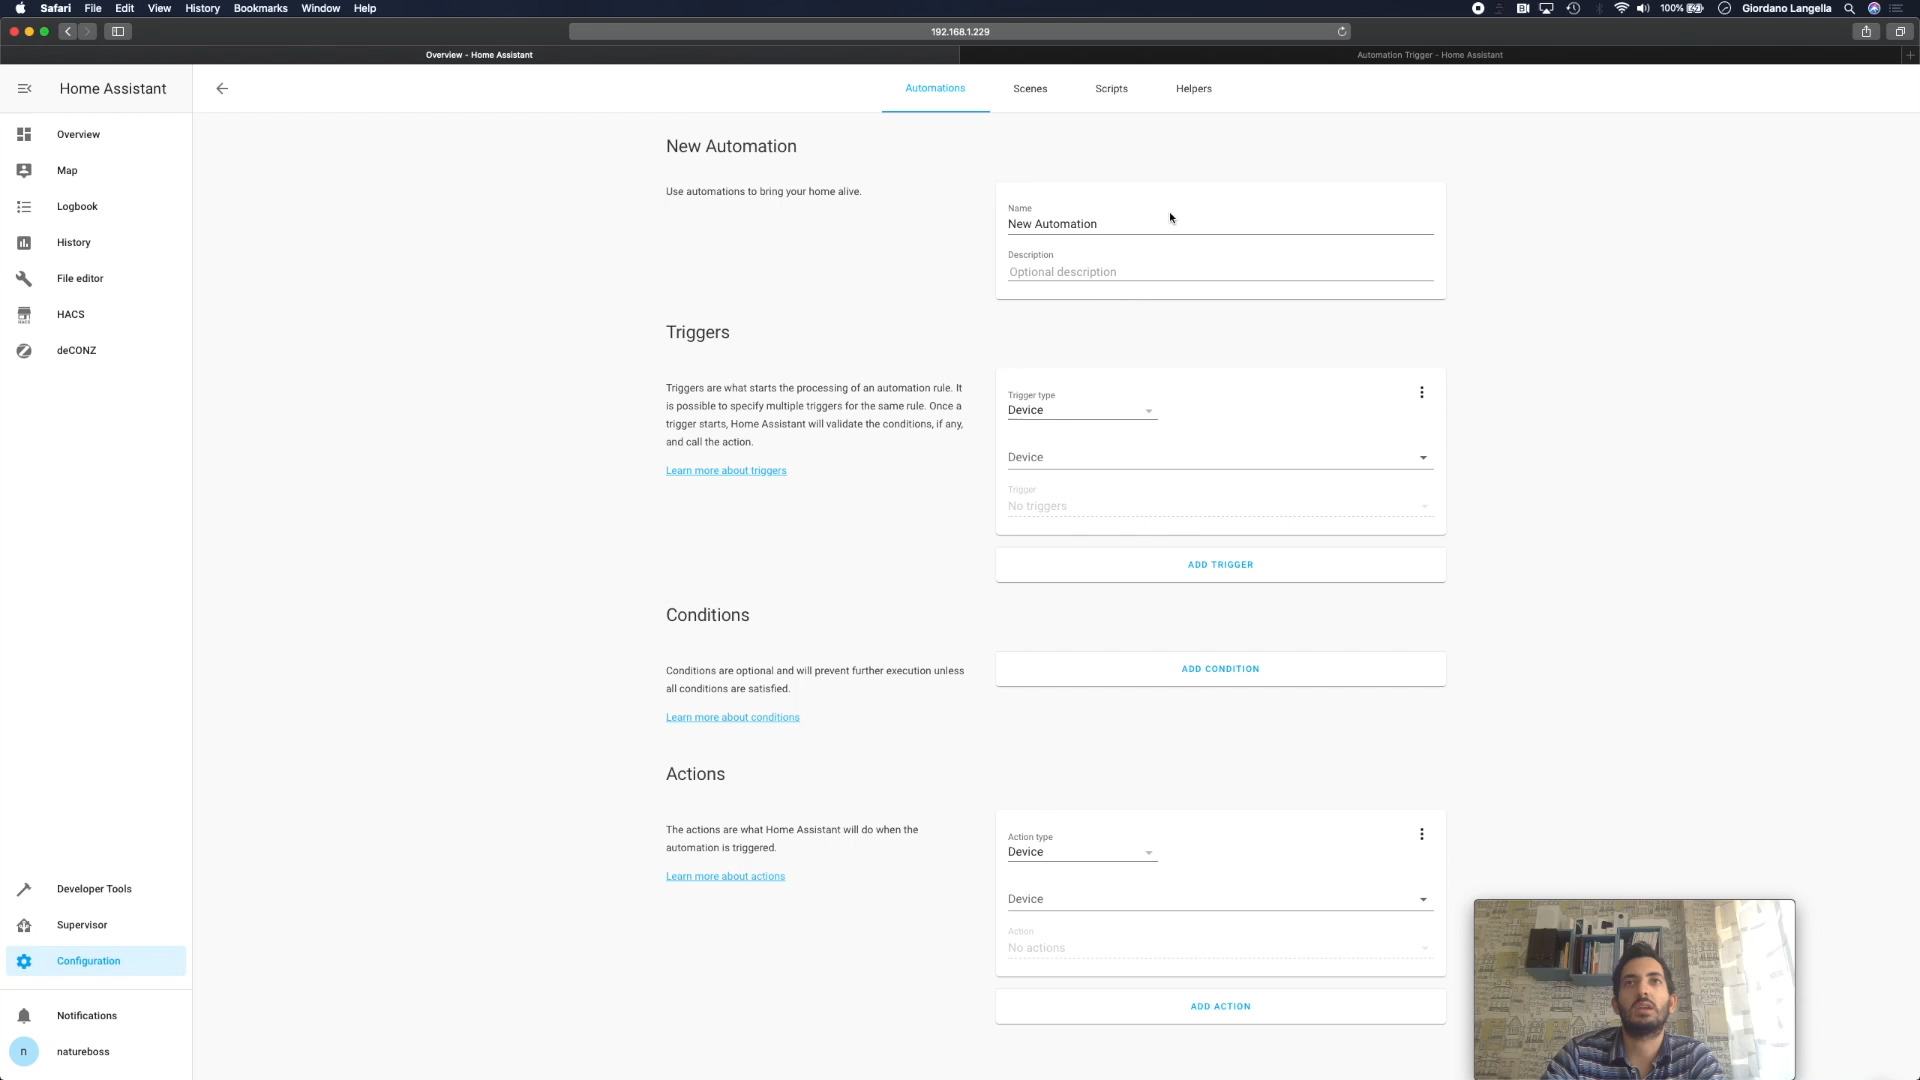 Safari File Edit View History Bookmarks Window Help
100% Giordano Langella
192.168.1.229
Overview - Home Assistant
Automation Trigger - Home Assistant
Home Assistant
Automations
Scenes
Scripts
Helpers
Overview
Map
Logbook
History
File editor
HACS
deCONZ
Developer Tools
Supervisor
Configuration
Notifications
n
natureboss
New Automation
Use automations to bring your home alive.
Name
New Automation
Description
Optional description
Triggers
Triggers are what starts the processing of an automation rule. It
is possible to specify multiple triggers for the same rule. Once a
trigger starts, Home Assistant will validate the conditions, if any,
and call the action.
Learn more about triggers
Trigger type
Device
Device
Trigger
No triggers
ADD TRIGGER
Conditions
Conditions are optional and will prevent further execution unless
all conditions are satisfied.
Learn more about conditions
ADD CONDITION
Actions
The actions are what Home Assistant will do when the
automation is triggered.
Learn more about actions
Action type
Device
Device
Action
No actions
ADD ACTION